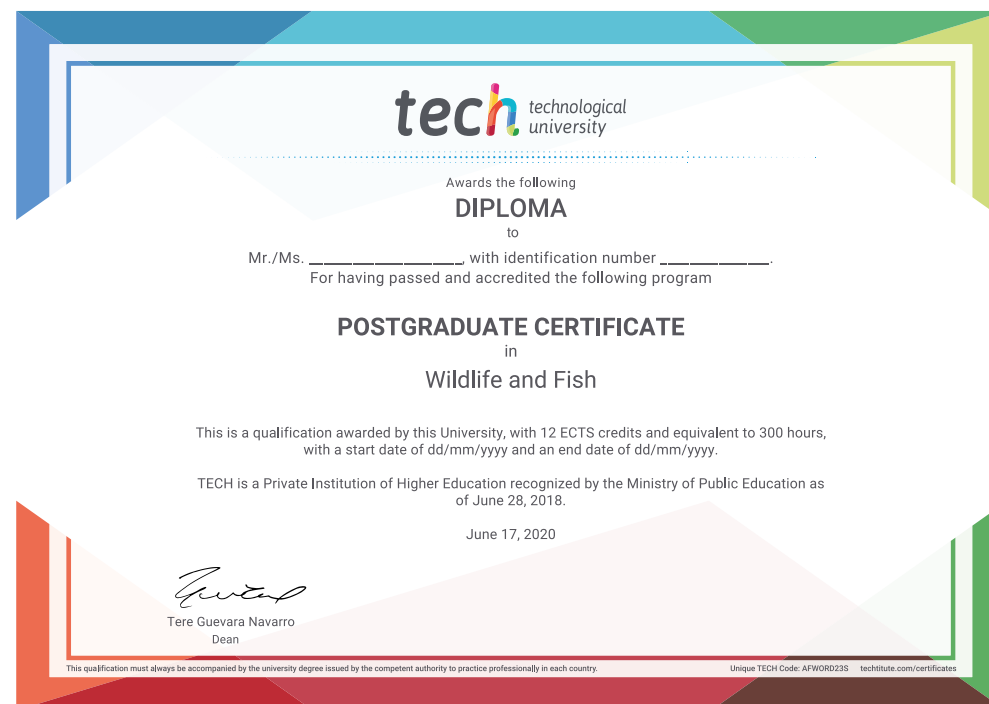 tech technological
university
Awards the following
DIPLOMA
to
Mr./Ms. ____________________, with identification number ______________.
For having passed and accredited the following program
POSTGRADUATE CERTIFICATE
in
Wildlife and Fish
This is a qualification awarded by this University, with 12 ECTS credits and equivalent to 300 hours,
with a start date of dd/mm/yyyy and an end date of dd/mm/yyyy.
TECH is a Private Institution of Higher Education recognized by the Ministry of Public Education as
of June 28, 2018.
June 17, 2020
Tere Guevara Navarro
Dean
This qualification must always be accompanied by the university degree issued by the competent authority to practice professionally in each country.
Unique TECH Code: AFWORD23S techtitute.com/certificates